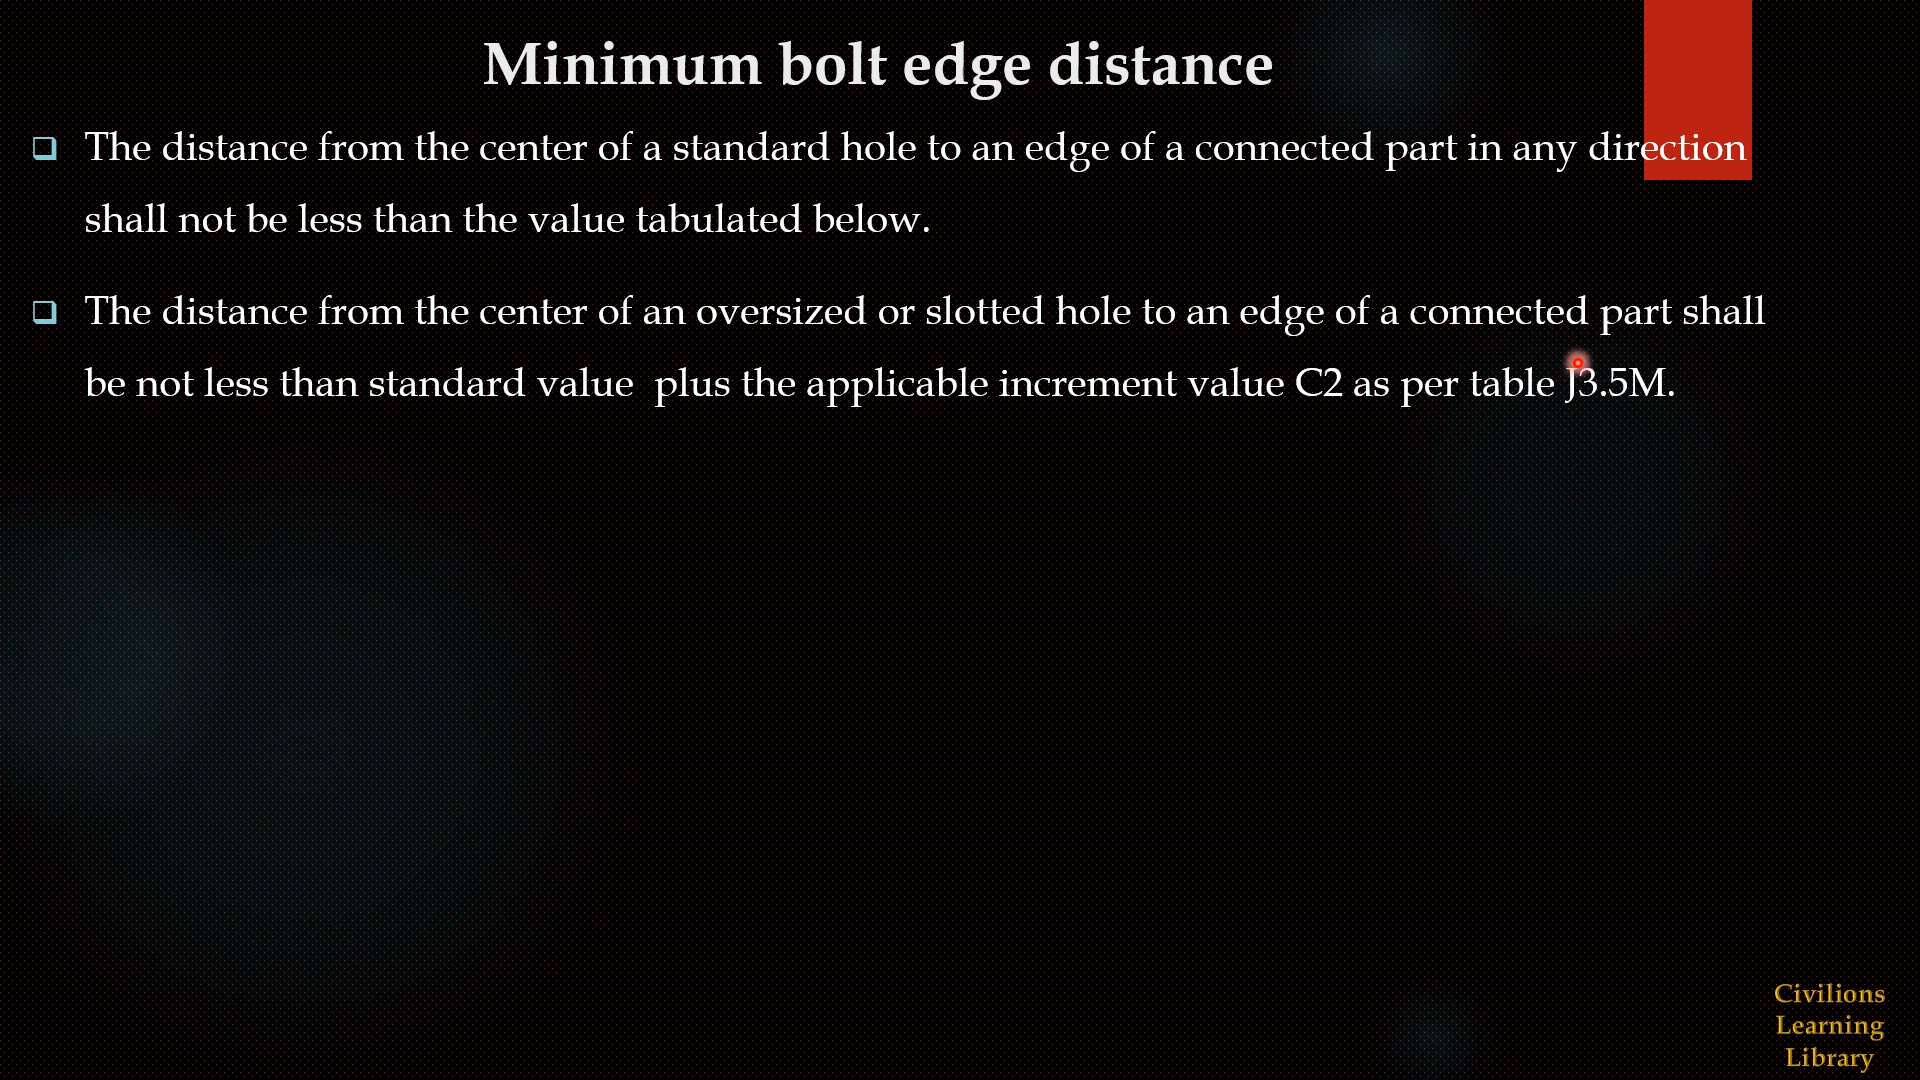 Minimum bolt edge distance
The distance from the center of a standard hole to an edge of a connected part in any direction
shall not be less than the value tabulated below.
The distance from the center of an oversized or slotted hole to an edge of a connected part shall
be not less than standard value  plus the applicable increment value C2 as per table J3.5M.
Civilions
Learning
Library